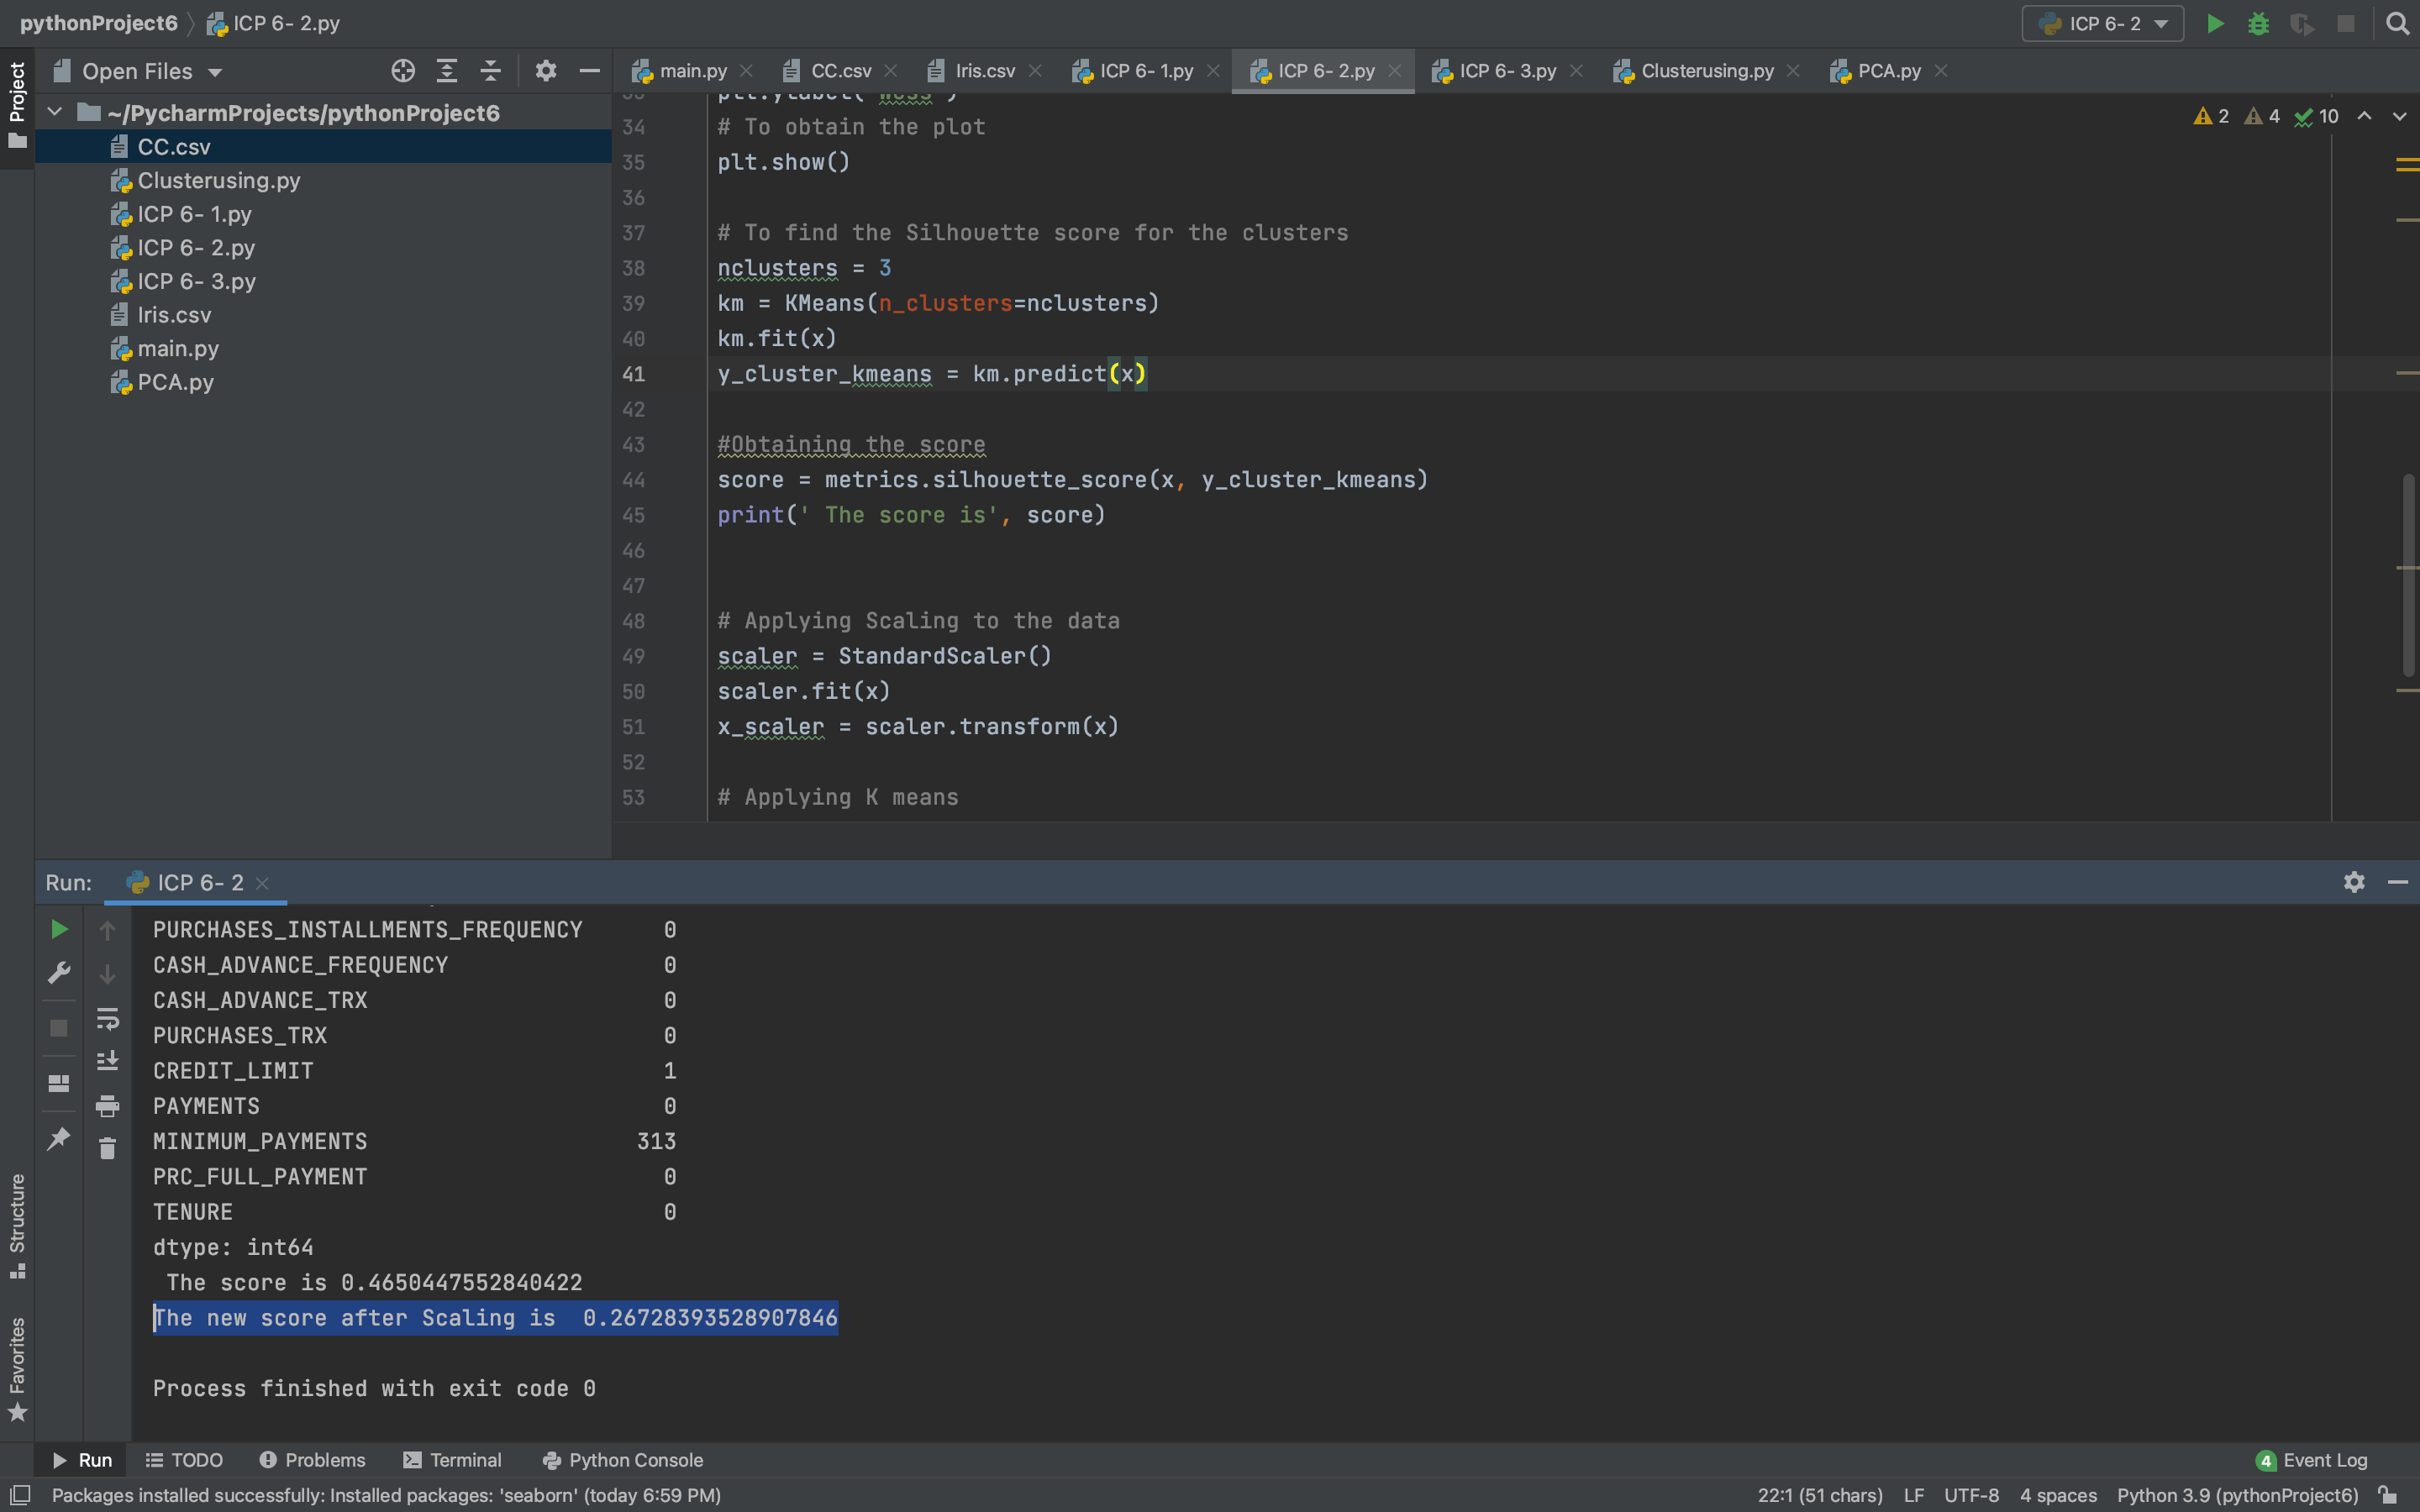 pythonProject6 ICP 6- 2.py ICP 6- 2
Project
Open Files main.py CC.csv Iris.csv ICP 6- 1.py ICP 6- 2.py ICP 6- 3.py Clusterusing.py PCA.py
~/PycharmProjects/pythonProject6
CC.csv
Clusterusing.py
ICP 6- 1.py
ICP 6- 2.py
ICP 6- 3.py
Iris.csv
main.py
PCA.py
2 4 10
34 # To obtain the plot
35 plt.show()
36
37 # To find the Silhouette score for the clusters
38 nclusters = 3
39 km = KMeans(n_clusters=nclusters)
40 km.fit(x)
41 y_cluster_kmeans = km.predict(x)
42
43 #Obtaining the score
44 score = metrics.silhouette_score(x, y_cluster_kmeans)
45 print(' The score is', score)
46
47
48 # Applying Scaling to the data
49 scaler = StandardScaler()
50 scaler.fit(x)
51 x_scaler = scaler.transform(x)
52
53 # Applying K means
Run: ICP 6- 2
PURCHASES_INSTALLMENTS_FREQUENCY 0
CASH_ADVANCE_FREQUENCY 0
CASH_ADVANCE_TRX 0
PURCHASES_TRX 0
CREDIT_LIMIT 1
PAYMENTS 0
MINIMUM_PAYMENTS 313
PRC_FULL_PAYMENT 0
TENURE 0
dtype: int64
The score is 0.4650447552840422
The new score after Scaling is 0.26728393528907846
Process finished with exit code 0
Structure
Favorites
Run TODO Problems Terminal Python Console 4 Event Log
Packages installed successfully: Installed packages: 'seaborn' (today 6:59 PM) 22:1 (51 chars) LF UTF-8 4 spaces Python 3.9 (pythonProject6)